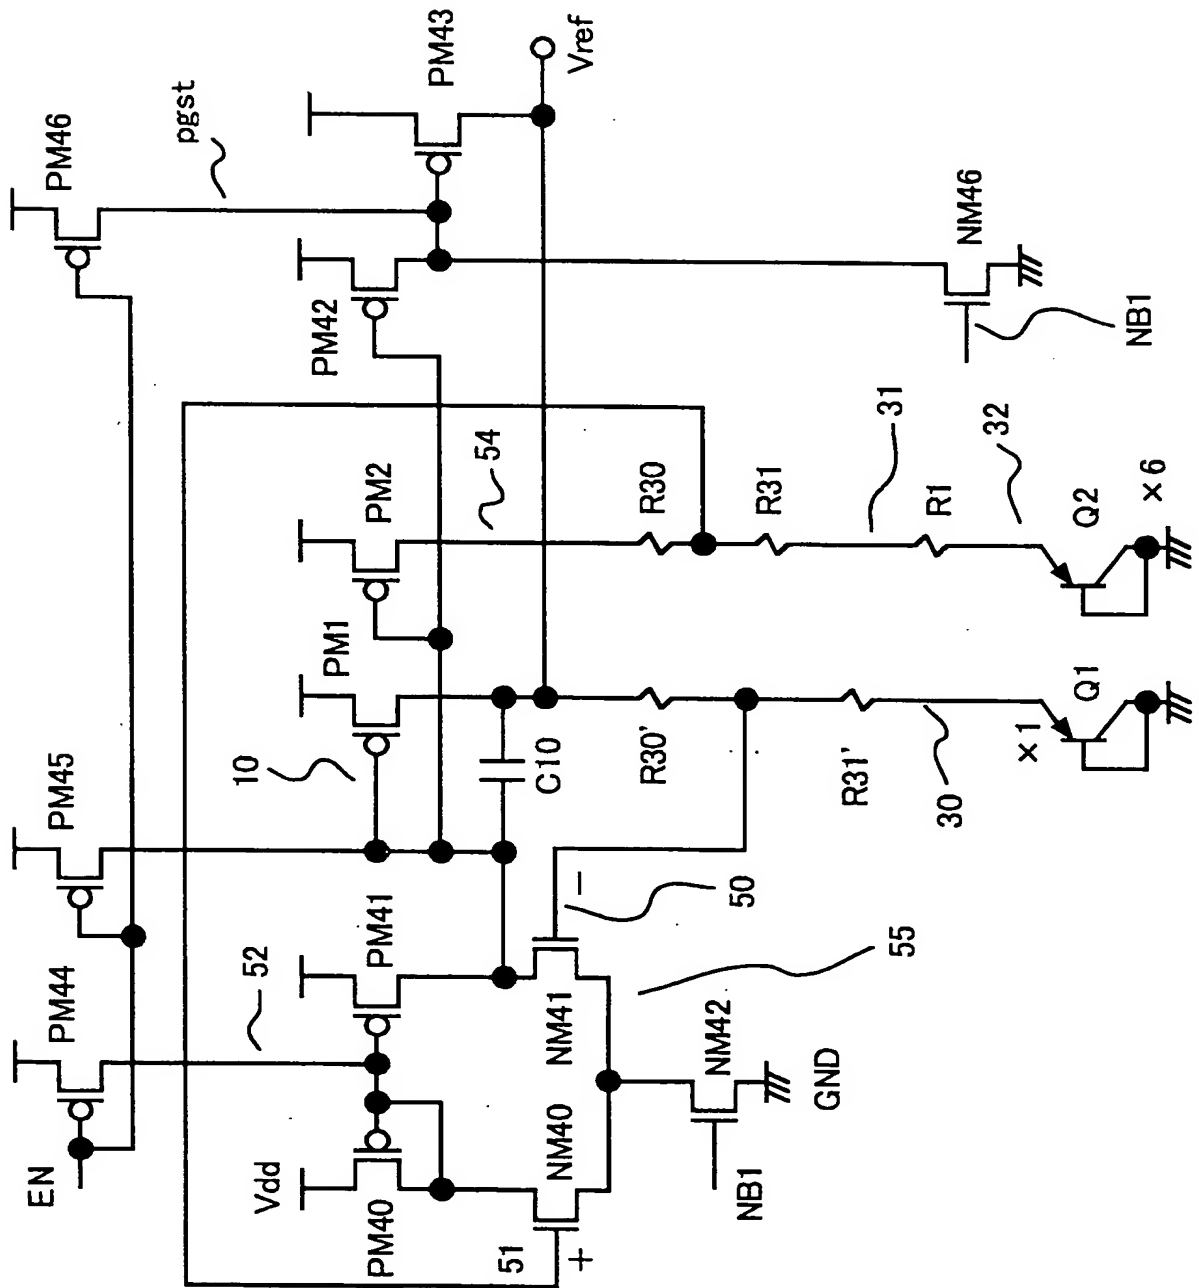 PM46
pgst
PM43
Vref
PM42
NM46
NB1
PM45
10
PM1
PM2
54
C10
R30'
R31'
30
×1
Q1
R30
R31
31
R1
32
Q2
×6
EN
PM44
52
Vdd
PM40
PM41
51
+
NM40
NM41
−
50
55
NM42
NB1
GND